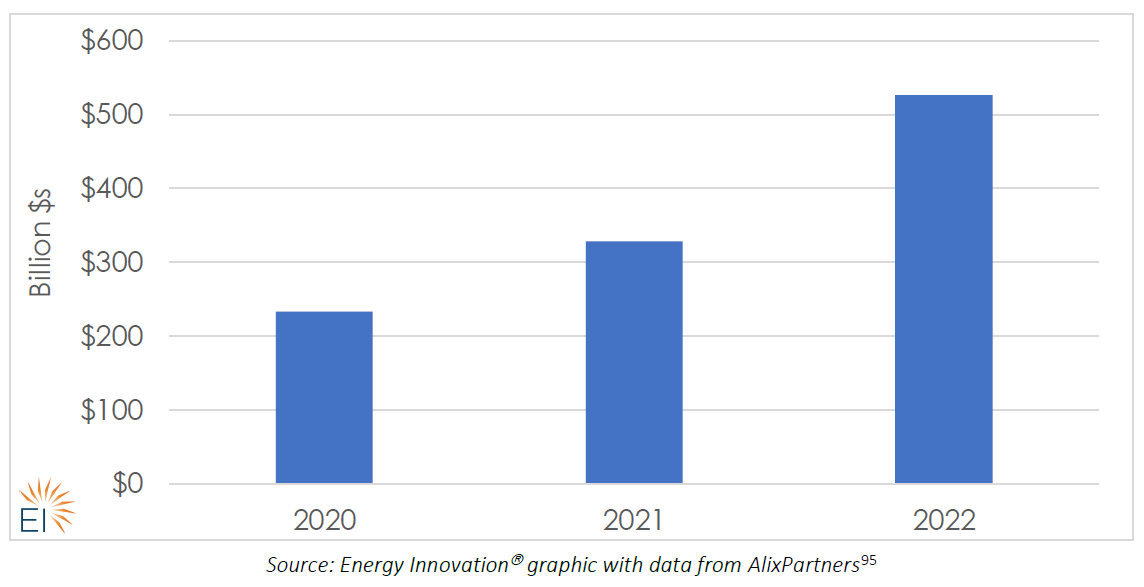 $600
$500
$400
$300
$200
$100
$0
Billion $s
2020 2021 2022
EI
Source: Energy Innovation® graphic with data from AlixPartners95